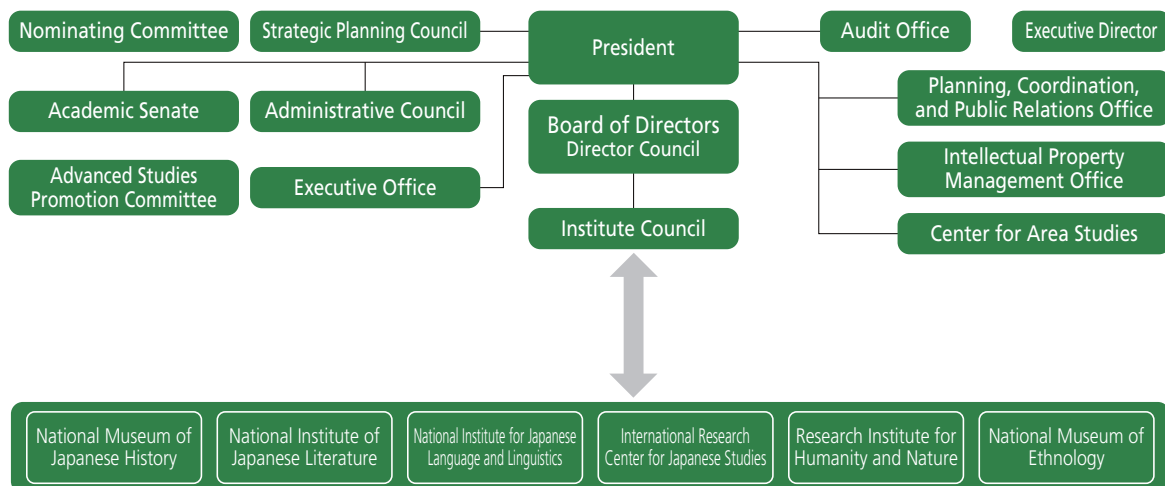 Nominating Committee
Strategic Planning Council
President
Audit Office
Executive Director
Academic Senate
Administrative Council
Board of Directors
Director Council
Planning, Coordination,
and Public Relations Office
Advanced Studies
Promotion Committee
Executive Office
Intellectual Property
Management Office
Institute Council
Center for Area Studies
National Museum of
Japanese History
National Institute of
Japanese Literature
National Institute for Japanese
Language and Linguistics
International Research
Center for Japanese Studies
Research Institute for
Humanity and Nature
National Museum of
Ethnology